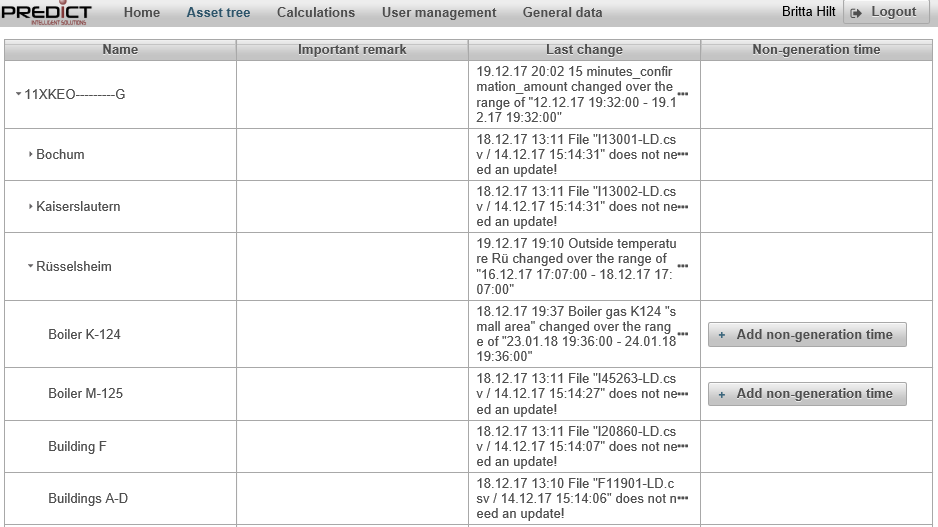 PREDICT
INTELLIGENT SOLUTIONS
Home Asset tree Calculations User management General data Britta Hilt Logout
Name Important remark Last change Non-generation time
11XKEO---------G
19.12.17 20:02 15 minutes_confir
mation_amount changed over the
range of "12.12.17 19:32:00 - 19.1
2.17 19:32:00"
Bochum
18.12.17 13:11 File "I13001-LD.cs
v / 14.12.17 15:14:31" does not ne
ed an update!
Kaiserslautern
18.12.17 13:11 File "I13002-LD.cs
v / 14.12.17 15:14:31" does not ne
ed an update!
Rüsselsheim
19.12.17 19:10 Outside temperatu
re Rü changed over the range of
"16.12.17 17:07:00 - 18.12.17 17:
07:00"
Boiler K-124
18.12.17 19:37 Boiler gas K124 "s
mall area" changed over the rang
e of "23.01.18 19:36:00 - 24.01.18
19:36:00"
+ Add non-generation time
Boiler M-125
18.12.17 13:11 File "I45263-LD.cs
v / 14.12.17 15:14:27" does not ne
ed an update!
+ Add non-generation time
Building F
18.12.17 13:11 File "I20860-LD.cs
v / 14.12.17 15:14:07" does not ne
ed an update!
Buildings A-D
18.12.17 13:10 File "F11901-LD.c
sv / 14.12.17 15:14:06" does not n
eed an update!